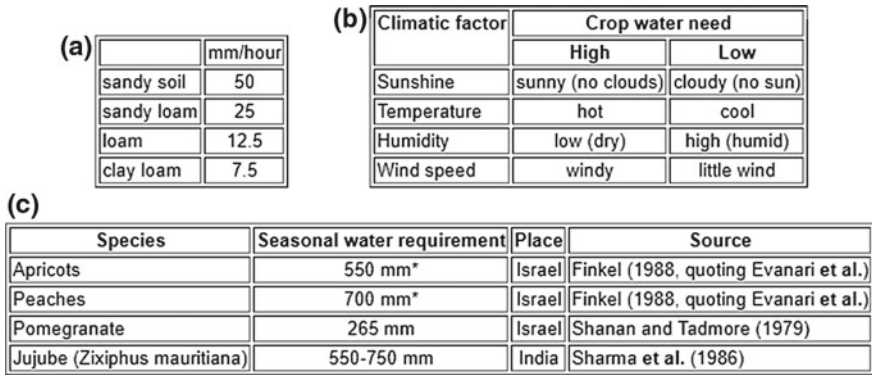 (a)
mm/hour
sandy soil 50
sandy loam 25
loam 12.5
clay loam 7.5
(b)
Climatic factor Crop water need
High Low
Sunshine sunny (no clouds) cloudy (no sun)
Temperature hot cool
Humidity low (dry) high (humid)
Wind speed windy little wind
(c)
Species Seasonal water requirement Place Source
Apricots 550 mm* Israel Finkel (1988, quoting Evanari et al.)
Peaches 700 mm* Israel Finkel (1988, quoting Evanari et al.)
Pomegranate 265 mm Israel Shanan and Tadmore (1979)
Jujube (Zixiphus mauritiana) 550-750 mm India Sharma et al. (1986)